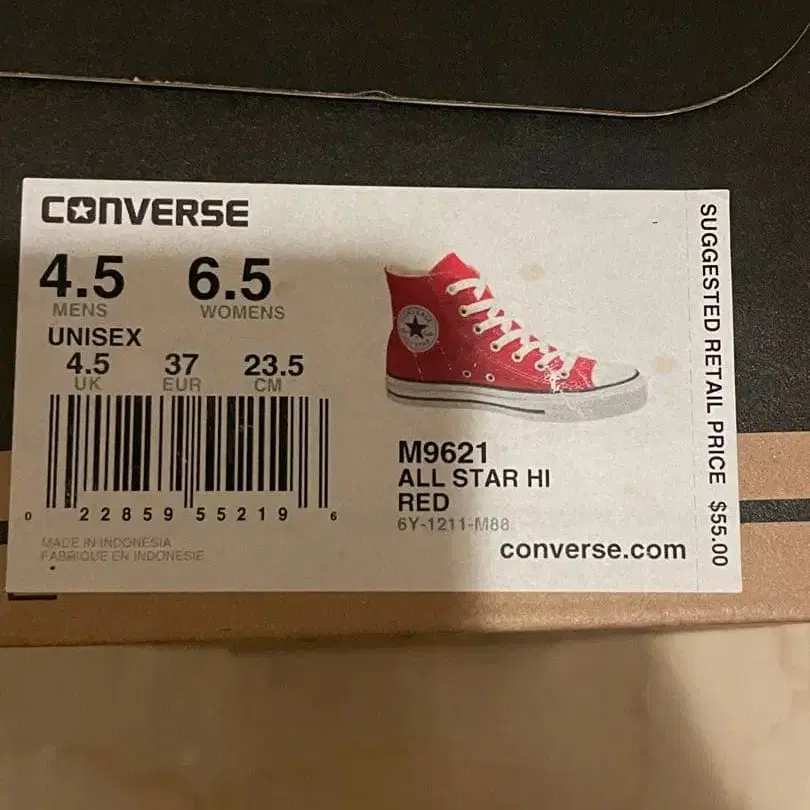 CONVERSE
4.5 6.5
MENS WOMENS
UNISEX
4.5 37 23.5
UK EUR CM
0 22859 55219 6
MADE IN INDONESIA
FABRIQUE EN INDONESIE
M9621
ALL STAR HI
RED
6Y-1211-M88
converse.com
SUGGESTED RETAIL PRICE $55.00